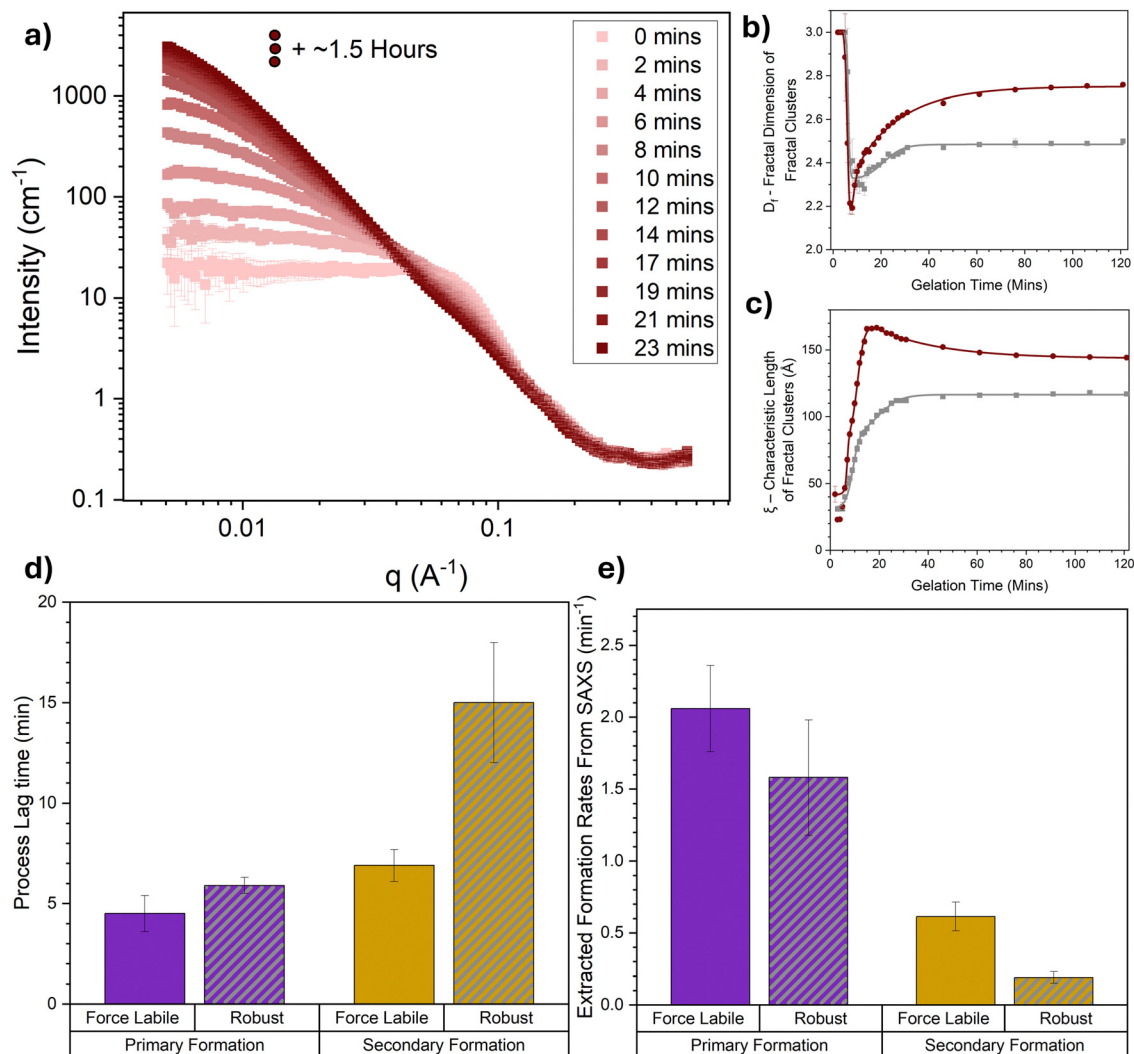 a)
+ ~1.5 Hours
Intensity (cm⁻¹)
1000
100
10
1
0.1
0.01
0.1
q (A⁻¹)
0 mins
2 mins
4 mins
6 mins
8 mins
10 mins
12 mins
14 mins
17 mins
19 mins
21 mins
23 mins
b)
D_f - Fractal Dimension of
Fractal Clusters
3.0
2.8
2.6
2.4
2.2
2.0
0
20
40
60
80
100
120
Gelation Time (Mins)
c)
ξ – Characteristic Length
of Fractal Clusters (Å)
150
100
50
0
0
20
40
60
80
100
120
Gelation Time (Mins)
d)
Process Lag time (min)
20
15
10
5
0
Force Labile
Robust
Force Labile
Robust
Primary Formation
Secondary Formation
e)
Extracted Formation Rates From SAXS (min⁻¹)
2.5
2.0
1.5
1.0
0.5
0.0
Force Labile
Robust
Force Labile
Robust
Primary Formation
Secondary Formation